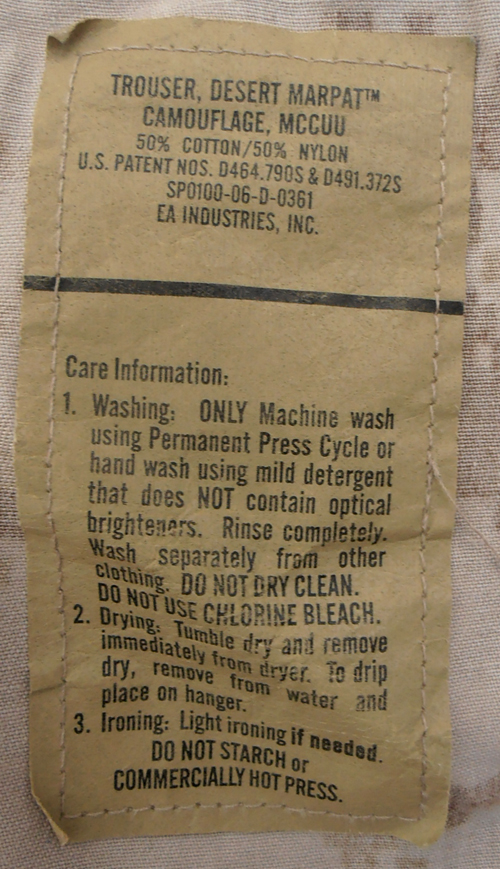 TROUSER, DESERT MARPAT™
CAMOUFLAGE, MCCUU
50% COTTON/50% NYLON
U.S. PATENT NOS. D464.790S & D491.372S
SP0100-06-D-0361
EA INDUSTRIES, INC.
Care Information:
1. Washing: ONLY Machine wash
using Permanent Press Cycle or
hand wash using mild detergent
that does NOT contain optical
brighteners. Rinse completely.
Wash separately from other
clothing. DO NOT DRY CLEAN.
DO NOT USE CHLORINE BLEACH.
2. Drying: Tumble dry and remove
immediately from dryer. To drip
dry, remove from water and
place on hanger.
3. Ironing: Light ironing if needed.
DO NOT STARCH or
COMMERCIALLY HOT PRESS.